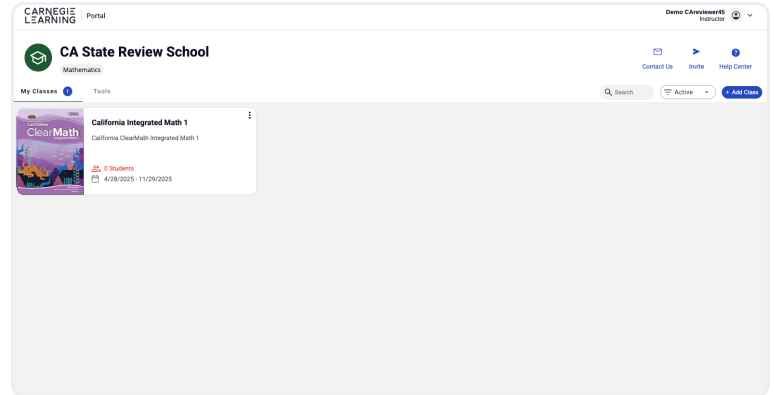 CARNEGIE
LEARNING
Portal
Demo CAreviewer45
Instructor
CA State Review School
Mathematics
Contact Us
Invite
Help Center
My Classes 1
Tools
Search
Active
+ Add Class
CALIFORNIA
ClearMath
California Integrated Math 1
California ClearMath Integrated Math 1
0 Students
4/28/2025 - 11/29/2025